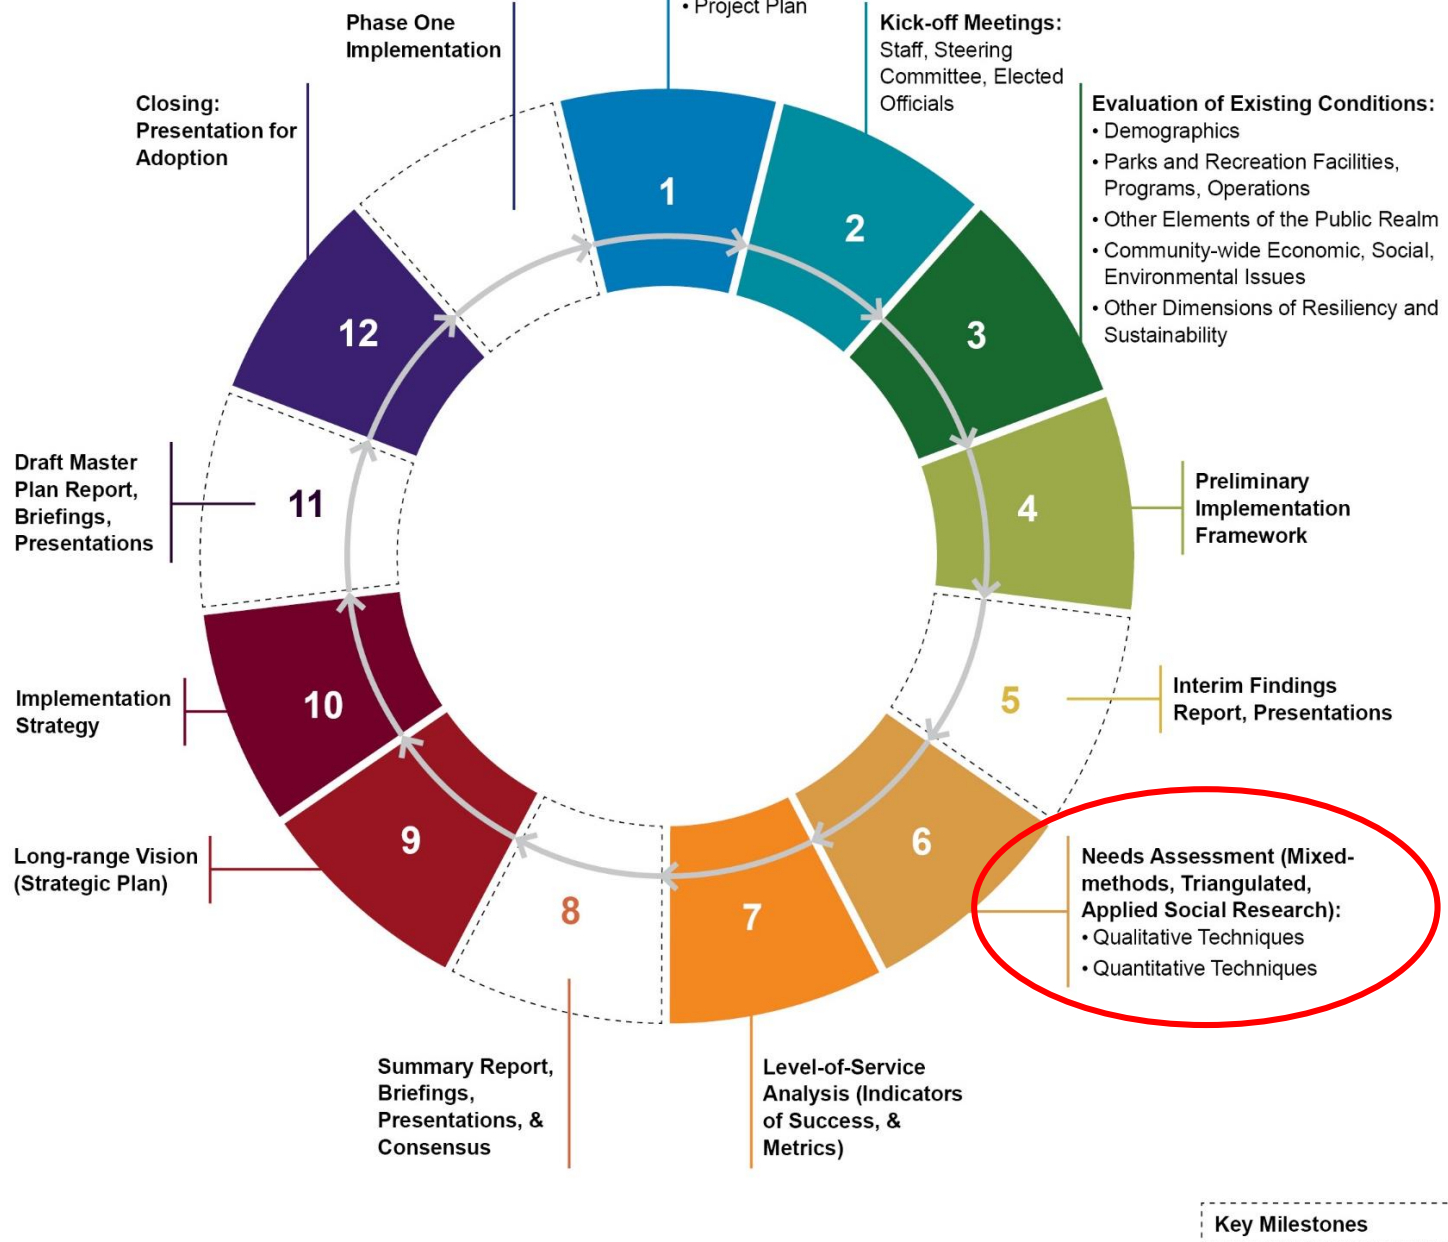 • Project Plan
Phase One
Implementation
Kick-off Meetings:
Staff, Steering
Committee, Elected
Officials
Closing:
Presentation for
Adoption
Evaluation of Existing Conditions:
• Demographics
• Parks and Recreation Facilities,
Programs, Operations
• Other Elements of the Public Realm
• Community-wide Economic, Social,
Environmental Issues
• Other Dimensions of Resiliency and
Sustainability
1
2
3
4
5
6
7
8
9
10
11
12
Preliminary
Implementation
Framework
Interim Findings
Report, Presentations
Needs Assessment (Mixed-
methods, Triangulated,
Applied Social Research):
• Qualitative Techniques
• Quantitative Techniques
Level-of-Service
Analysis (Indicators
of Success, &
Metrics)
Summary Report,
Briefings,
Presentations, &
Consensus
Long-range Vision
(Strategic Plan)
Implementation
Strategy
Draft Master
Plan Report,
Briefings,
Presentations
Key Milestones